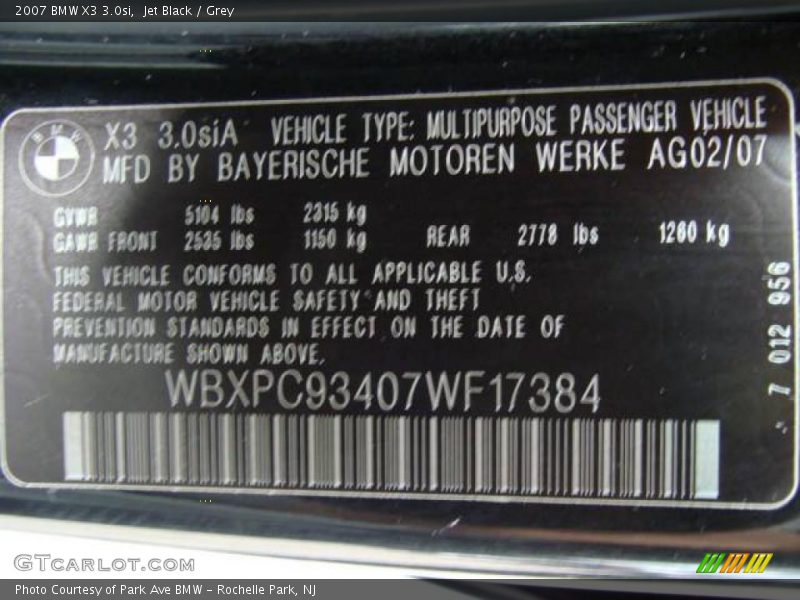 2007 BMW X3 3.0si, Jet Black / Grey
BMW
X3 3.0siA VEHICLE TYPE: MULTIPURPOSE PASSENGER VEHICLE
MFD BY BAYERISCHE MOTOREN WERKE AG02/07
GVWR 5104 lbs 2315 kg
GAWR FRONT 2535 lbs 1150 kg REAR 2778 lbs 1260 kg
THIS VEHICLE CONFORMS TO ALL APPLICABLE U.S.
FEDERAL MOTOR VEHICLE SAFETY AND THEFT
PREVENTION STANDARDS IN EFFECT ON THE DATE OF
MANUFACTURE SHOWN ABOVE.
WBXPC93407WF17384
7 012 956
GTCARLOT.COM
Photo Courtesy of Park Ave BMW - Rochelle Park, NJ